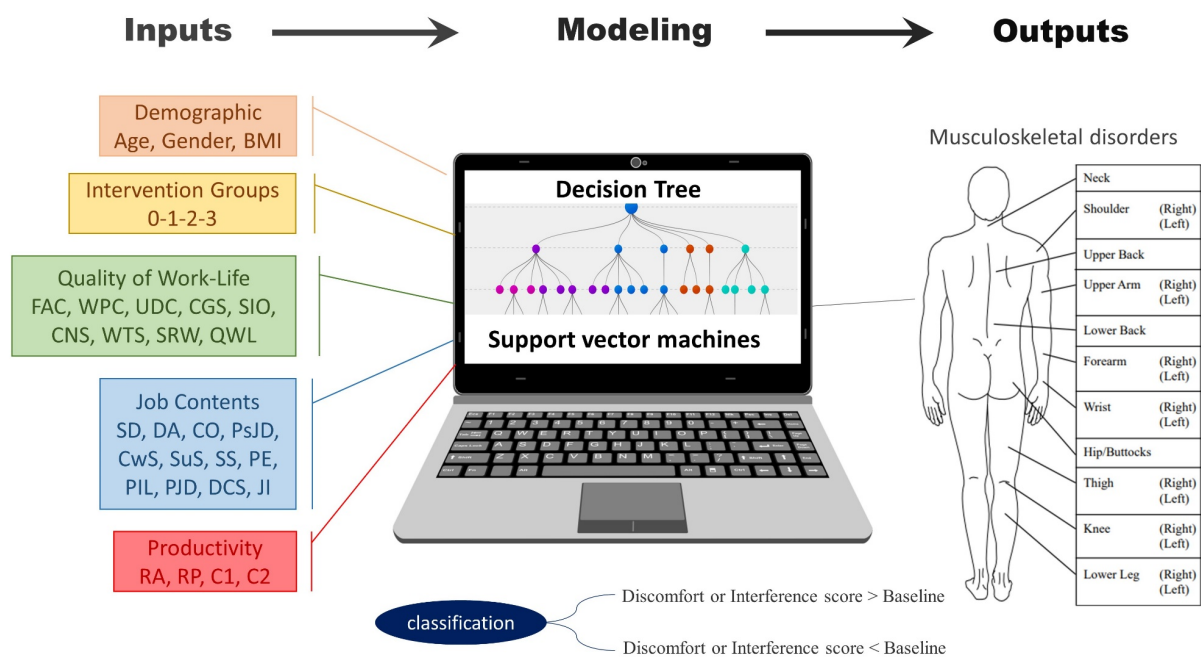 Inputs
Modeling
Outputs
Demographic
Age, Gender, BMI
Intervention Groups
0-1-2-3
Quality of Work-Life
FAC, WPC, UDC, CGS, SIO,
CNS, WTS, SRW, QWL
Job Contents
SD, DA, CO, PsJD,
CwS, SuS, SS, PE,
PIL, PJD, DCS, JI
Productivity
RA, RP, C1, C2
Decision Tree
Support vector machines
Q W E R T Y U I O P
A S D F G H J K L
Z X C V B N M
Musculoskeletal disorders
Neck
Shoulder (Right)
(Left)
Upper Back
Upper Arm (Right)
(Left)
Lower Back
Forearm (Right)
(Left)
Wrist (Right)
(Left)
Hip/Buttocks
Thigh (Right)
(Left)
Knee (Right)
(Left)
Lower Leg (Right)
(Left)
classification
Discomfort or Interference score > Baseline
Discomfort or Interference score < Baseline